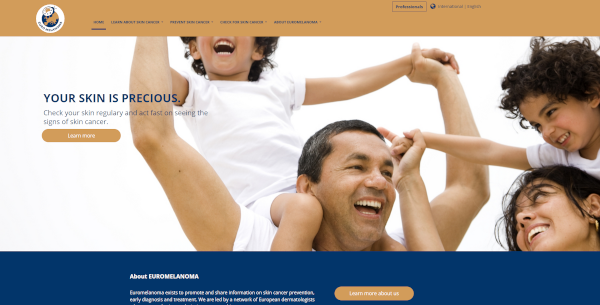 Professionals
International | English
HOME LEARN ABOUT SKIN CANCER PREVENT SKIN CANCER CHECK FOR SKIN CANCER ABOUT EUROMELANOMA
YOUR SKIN IS PRECIOUS.
Check your skin regulary and act fast on seeing the
signs of skin cancer.
Learn more
About EUROMELANOMA
Euromelanoma exists to promote and share information on skin cancer prevention,
early diagnosis and treatment. We are led by a network of European dermatologists
Learn more about us